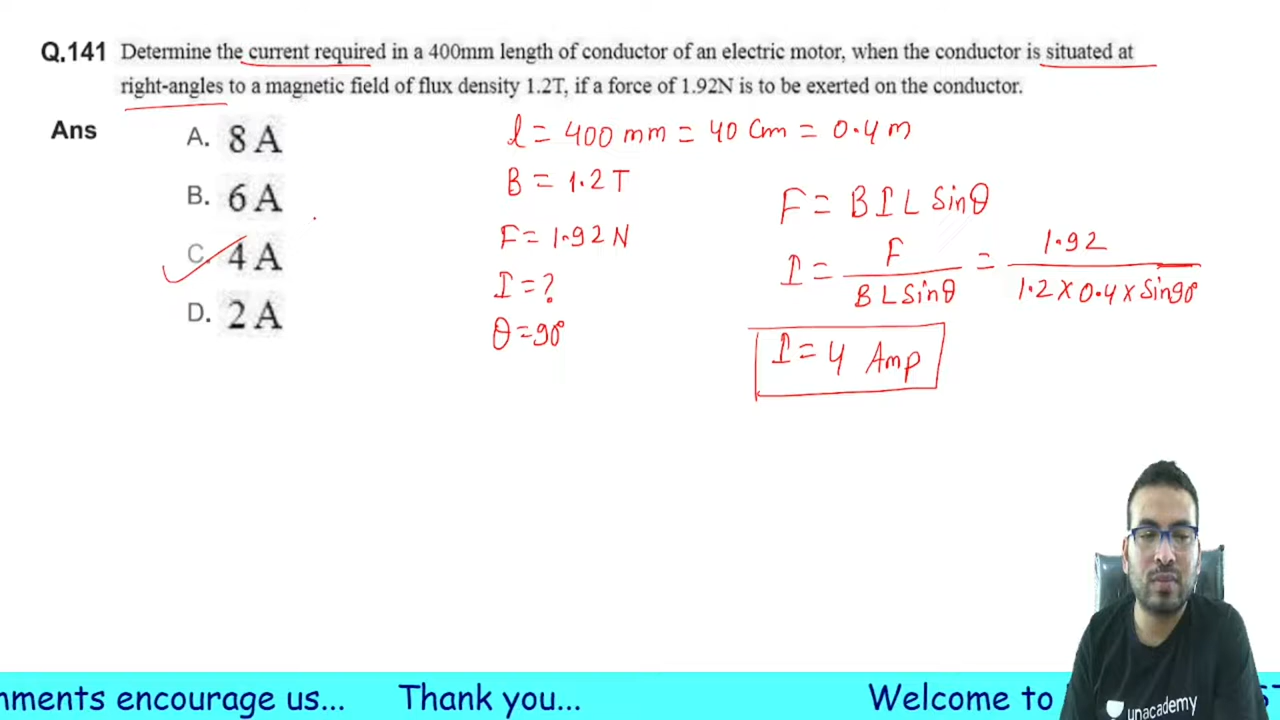 Q.141 Determine the current required in a 400mm length of conductor of an electric motor, when the conductor is situated at
right-angles to a magnetic field of flux density 1.2T, if a force of 1.92N is to be exerted on the conductor.
Ans
A. 8 A
B. 6 A
C. 4 A
D. 2 A
l = 400 mm = 40 Cm = 0.4 m
B = 1.2 T
F = 1.92 N
I = ?
θ = 90°
F = B I L Sinθ
I = F / B L Sinθ = 1.92 / 1.2 × 0.4 × Sin90°
I = 4 Amp
nments encourage us... Thank you... Welcome to
unacademy